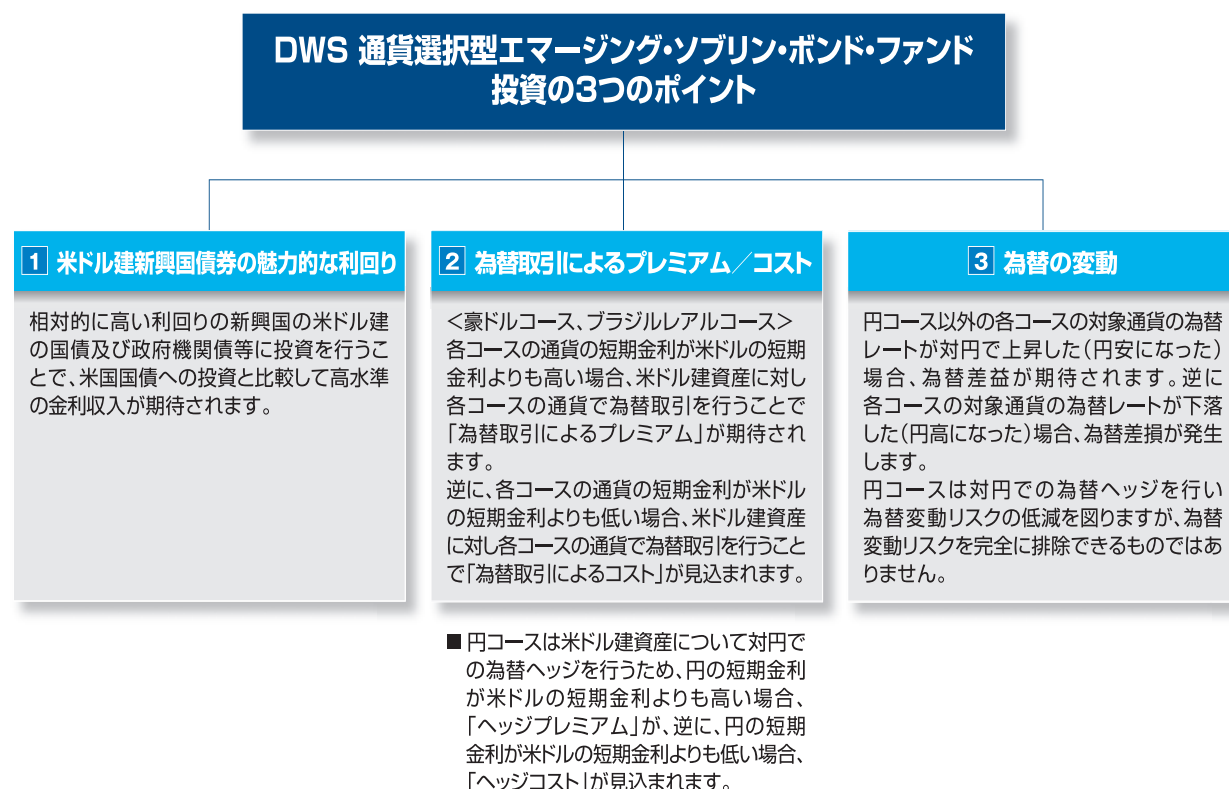 DWS 通貨選択型エマージング・ソブリン・ボンド・ファンド
投資の3つのポイント
1 米ドル建新興国債券の魅力的な利回り
相対的に高い利回りの新興国の米ドル建
の国債及び政府機関債等に投資を行うこ
とで、米国国債への投資と比較して高水準
の金利収入が期待されます。
2 為替取引によるプレミアム／コスト
＜豪ドルコース、ブラジルレアルコース＞
各コースの通貨の短期金利が米ドルの短期
金利よりも高い場合、米ドル建資産に対し
各コースの通貨で為替取引を行うことで
「為替取引によるプレミアム」が期待され
ます。
逆に、各コースの通貨の短期金利が米ドル
の短期金利よりも低い場合、米ドル建資産
に対し各コースの通貨で為替取引を行うこと
で「為替取引によるコスト」が見込まれます。
■ 円コースは米ドル建資産について対円で
の為替ヘッジを行うため、円の短期金利
が米ドルの短期金利よりも高い場合、
「ヘッジプレミアム」が、逆に、円の短期
金利が米ドルの短期金利よりも低い場合、
「ヘッジコスト」が見込まれます。
3 為替の変動
円コース以外の各コースの対象通貨の為替
レートが対円で上昇した（円安になった）
場合、為替差益が期待されます。逆に
各コースの対象通貨の為替レートが下落
した（円高になった）場合、為替差損が発生
します。
円コースは対円での為替ヘッジを行い
為替変動リスクの低減を図りますが、為替
変動リスクを完全に排除できるものではあ
りません。